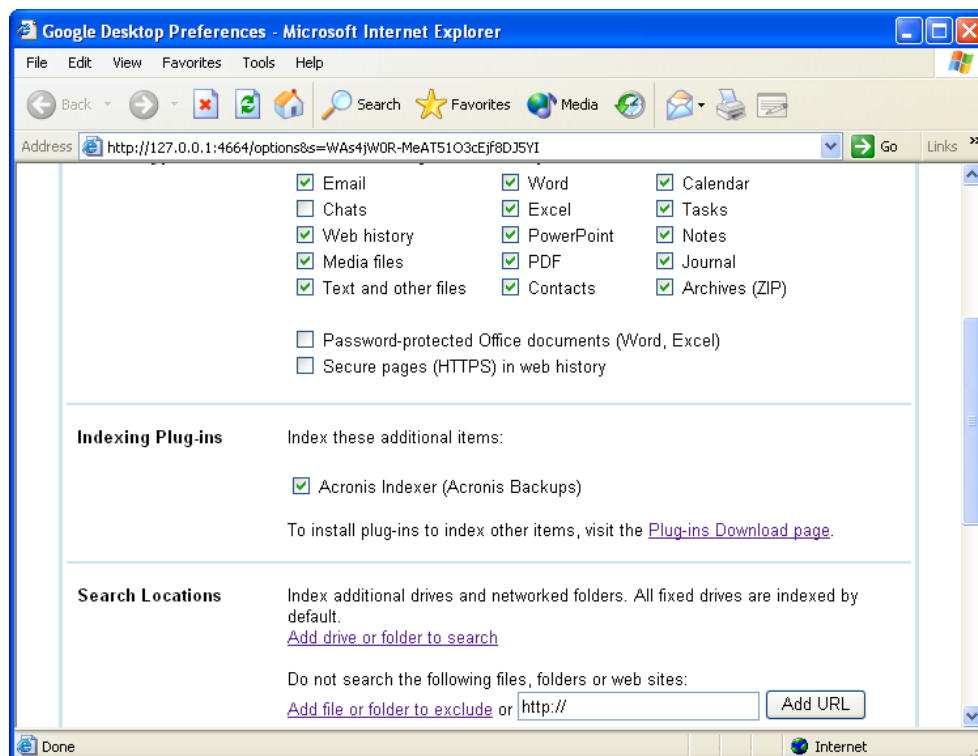 Google Desktop Preferences - Microsoft Internet Explorer
File Edit View Favorites Tools Help
Back Search Favorites Media
Address http://127.0.0.1:4664/options&s=WAs4jW0R-MeAT51O3cEjf8DJ5YI Go Links »
Email Word Calendar
Chats Excel Tasks
Web history PowerPoint Notes
Media files PDF Journal
Text and other files Contacts Archives (ZIP)
Password-protected Office documents (Word, Excel)
Secure pages (HTTPS) in web history
Indexing Plug-ins Index these additional items:
Acronis Indexer (Acronis Backups)
To install plug-ins to index other items, visit the Plug-ins Download page.
Search Locations Index additional drives and networked folders. All fixed drives are indexed by
default.
Add drive or folder to search
Do not search the following files, folders or web sites:
Add file or folder to exclude or http:// Add URL
Done Internet